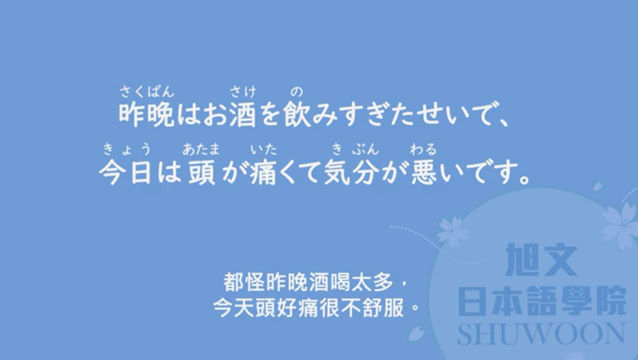 さくばん さけ の
昨晩はお酒を飲みすぎたせいで、
きょう あたま いた きぶん わる
今日は頭が痛くて気分が悪いです。
都怪昨晚酒喝太多，
今天頭好痛很不舒服。
旭文
日本語學院
SHUWOON